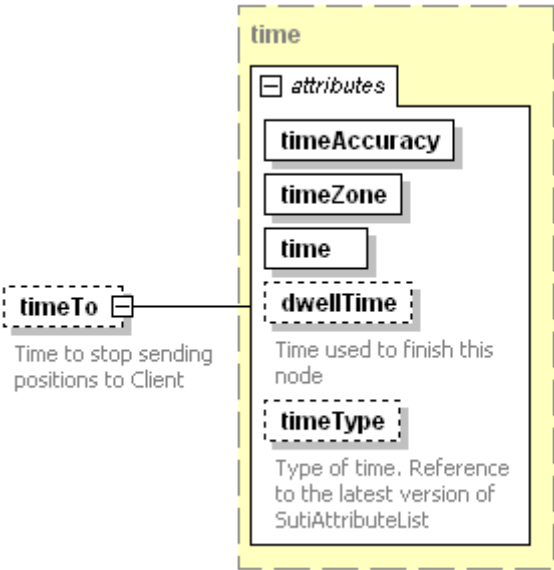 time
attributes
timeAccuracy
timeZone
time
dwellTime
Time used to finish this
node
timeType
Type of time. Reference
to the latest version of
SutiAttributeList
timeTo
Time to stop sending
positions to Client